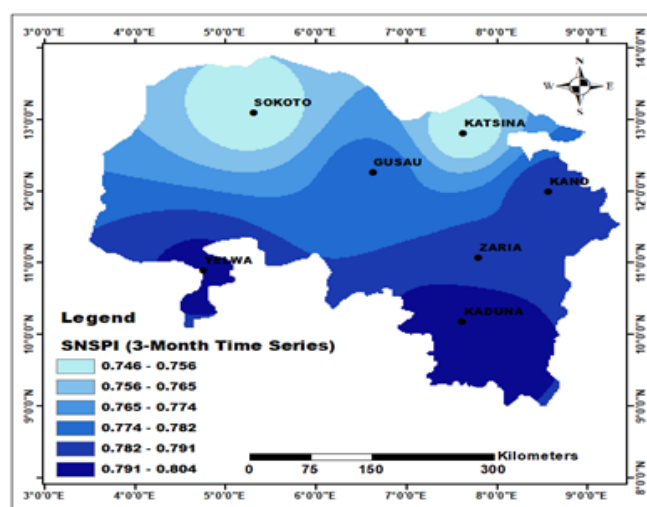 3°0'0"E 4°0'0"E 5°0'0"E 6°0'0"E 7°0'0"E 8°0'0"E 9°0'0"E
14°0'0"N
N
W E
S
SOKOTO
13°0'0"N 13°0'0"N
KATSINA
GUSAU
12°0'0"N 12°0'0"N
KANO
ZARIA
11°0'0"N 11°0'0"N
YELWA
KADUNA
10°0'0"N 10°0'0"N
9°0'0"N 9°0'0"N
8°0'0"N
Legend
SNSPI (3-Month Time Series)
0.746 - 0.756
0.756 - 0.765
0.765 - 0.774
0.774 - 0.782
0.782 - 0.791
0.791 - 0.804
Kilometers
0 75 150 300
3°0'0"E 4°0'0"E 5°0'0"E 6°0'0"E 7°0'0"E 8°0'0"E 9°0'0"E